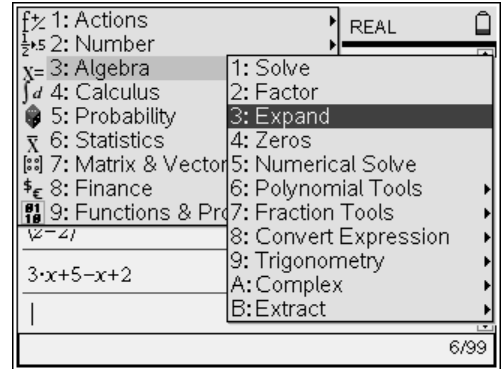 1: Actions
REAL
2: Number
3: Algebra
4: Calculus
5: Probability
6: Statistics
7: Matrix & Vector
8: Finance
9: Functions & Pro
1: Solve
2: Factor
3: Expand
4: Zeros
5: Numerical Solve
6: Polynomial Tools
7: Fraction Tools
8: Convert Expression
9: Trigonometry
A: Complex
B: Extract
3·x+5−x+2
6/99